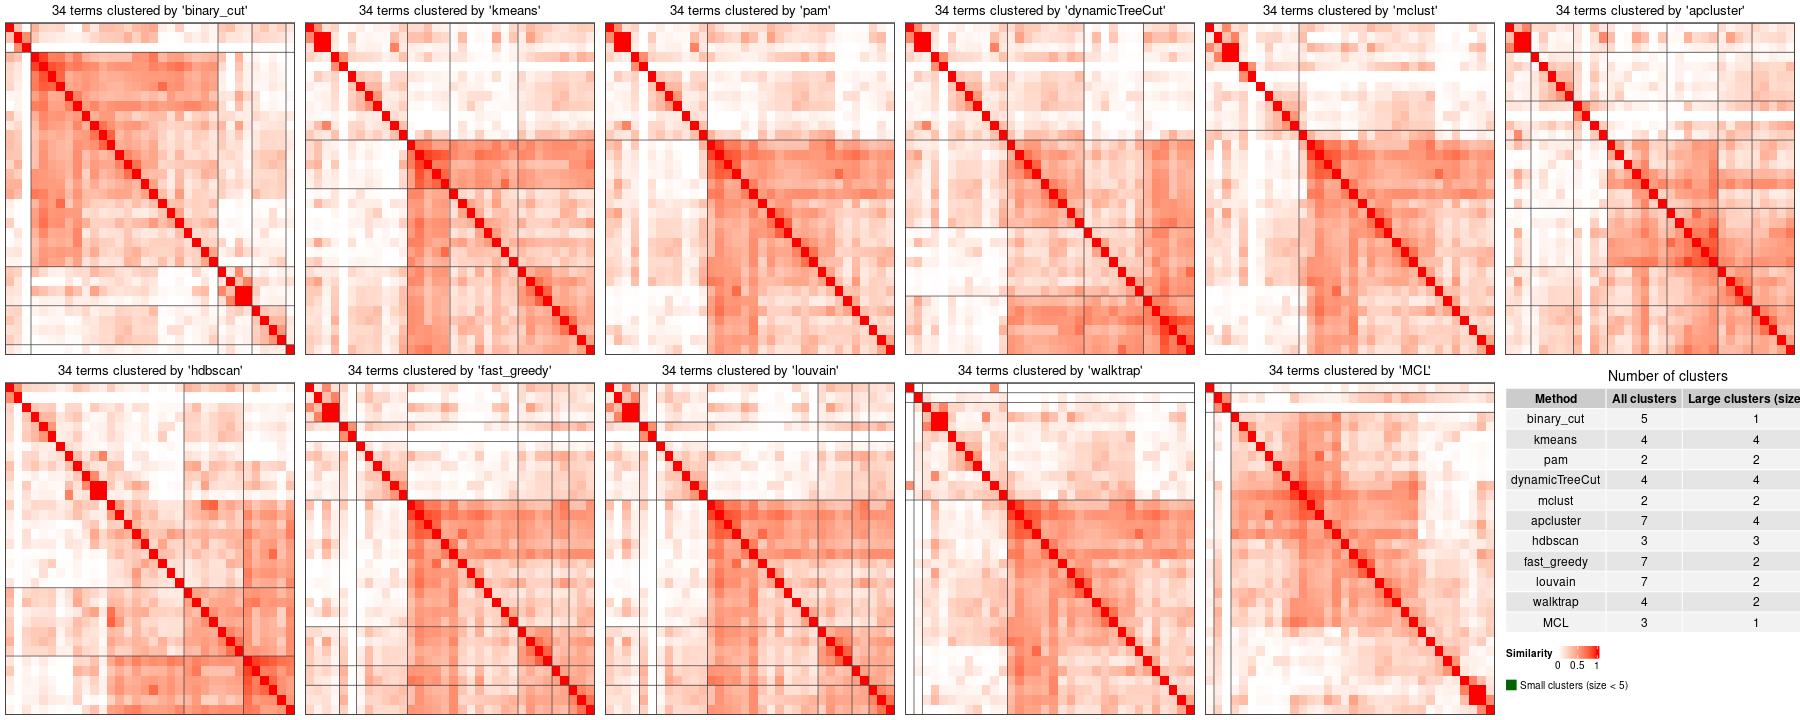 34 terms clustered by 'binary_cut'
34 terms clustered by 'kmeans'
34 terms clustered by 'pam'
34 terms clustered by 'dynamicTreeCut'
34 terms clustered by 'mclust'
34 terms clustered by 'apcluster'
34 terms clustered by 'hdbscan'
34 terms clustered by 'fast_greedy'
34 terms clustered by 'louvain'
34 terms clustered by 'walktrap'
34 terms clustered by 'MCL'
Number of clusters
Method All clusters Large clusters (size
binary_cut 5 1
kmeans 4 4
pam 2 2
dynamicTreeCut 4 4
mclust 2 2
apcluster 7 4
hdbscan 3 3
fast_greedy 7 2
louvain 7 2
walktrap 4 2
MCL 3 1
Similarity
0 0.5 1
Small clusters (size < 5)